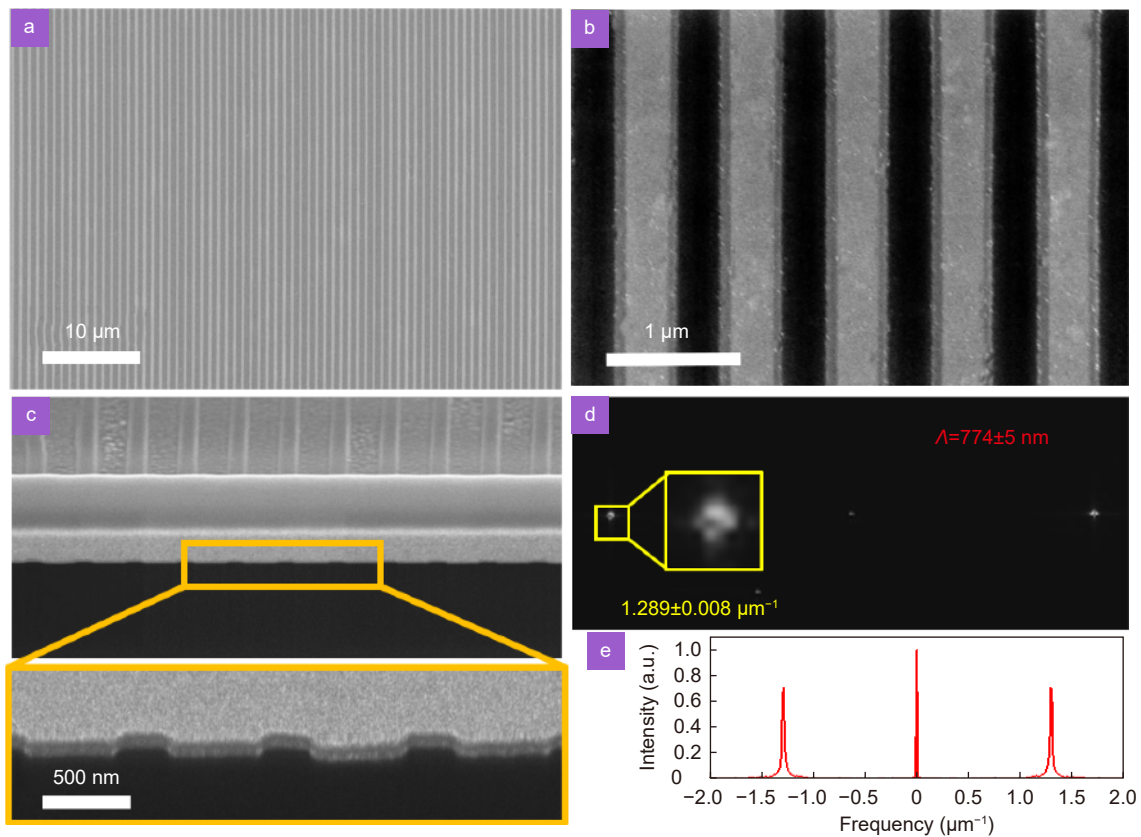 a
10 µm
b
1 µm
c
500 nm
d
Λ=774±5 nm
1.289±0.008 µm⁻¹
e
Intensity (a.u.)
1.0
0.8
0.6
0.4
0.2
0
−2.0 −1.5 −1.0 −0.5 0 0.5 1.0 1.5 2.0
Frequency (µm⁻¹)